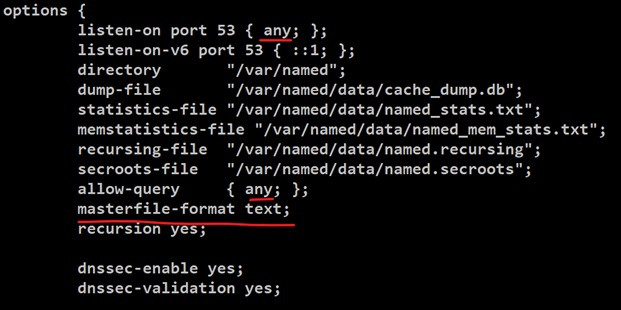 options {
listen-on port 53 { any; };
listen-on-v6 port 53 { ::1; };
directory "/var/named";
dump-file "/var/named/data/cache_dump.db";
statistics-file "/var/named/data/named_stats.txt";
memstatistics-file "/var/named/data/named_mem_stats.txt";
recursing-file "/var/named/data/named.recursing";
secroots-file "/var/named/data/named.secroots";
allow-query { any; };
masterfile-format text;
recursion yes;
dnssec-enable yes;
dnssec-validation yes;